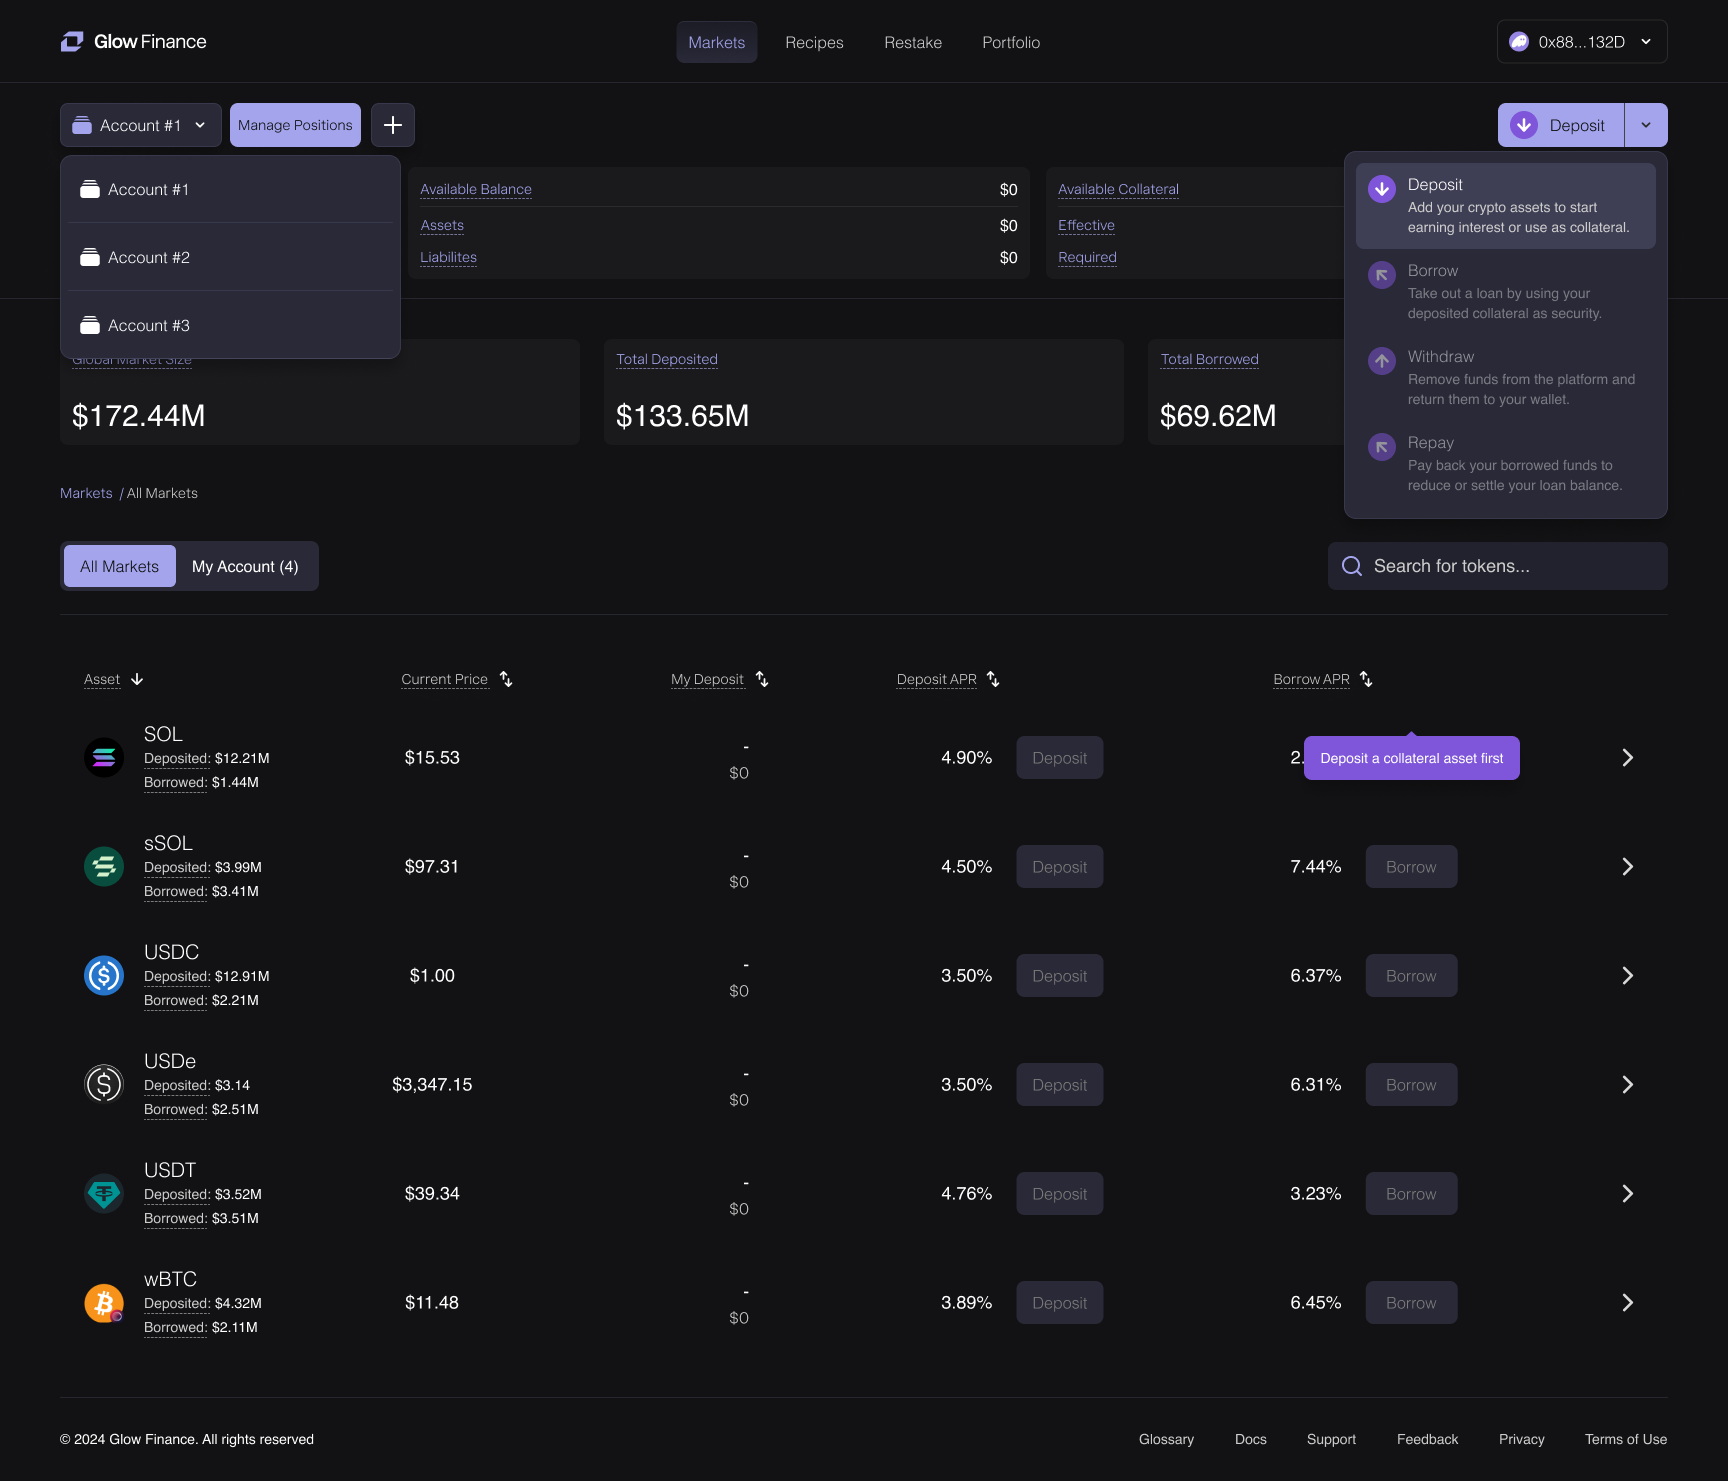 Glow Finance
Markets
Recipes
Restake
Portfolio
0x88...132D
Account #1
Manage Positions
Deposit
Account #1
Account #2
Account #3
Available Balance $0
Assets $0
Liabilites $0
Available Collateral
Effective
Required
Deposit
Add your crypto assets to start
earning interest or use as collateral.
Borrow
Take out a loan by using your
deposited collateral as security.
Withdraw
Remove funds from the platform and
return them to your wallet.
Repay
Pay back your borrowed funds to
reduce or settle your loan balance.
Global Market Size
$172.44M
Total Deposited
$133.65M
Total Borrowed
$69.62M
Markets / All Markets
All Markets
My Account (4)
Search for tokens...
Asset
Current Price
My Deposit
Deposit APR
Borrow APR
SOL
Deposited: $12.21M
Borrowed: $1.44M
$15.53
-
$0
4.90%
Deposit
2.
Deposit a collateral asset first
sSOL
Deposited: $3.99M
Borrowed: $3.41M
$97.31
-
$0
4.50%
Deposit
7.44%
Borrow
USDC
Deposited: $12.91M
Borrowed: $2.21M
$1.00
-
$0
3.50%
Deposit
6.37%
Borrow
USDe
Deposited: $3.14
Borrowed: $2.51M
$3,347.15
-
$0
3.50%
Deposit
6.31%
Borrow
USDT
Deposited: $3.52M
Borrowed: $3.51M
$39.34
-
$0
4.76%
Deposit
3.23%
Borrow
wBTC
Deposited: $4.32M
Borrowed: $2.11M
$11.48
-
$0
3.89%
Deposit
6.45%
Borrow
© 2024 Glow Finance. All rights reserved
Glossary
Docs
Support
Feedback
Privacy
Terms of Use